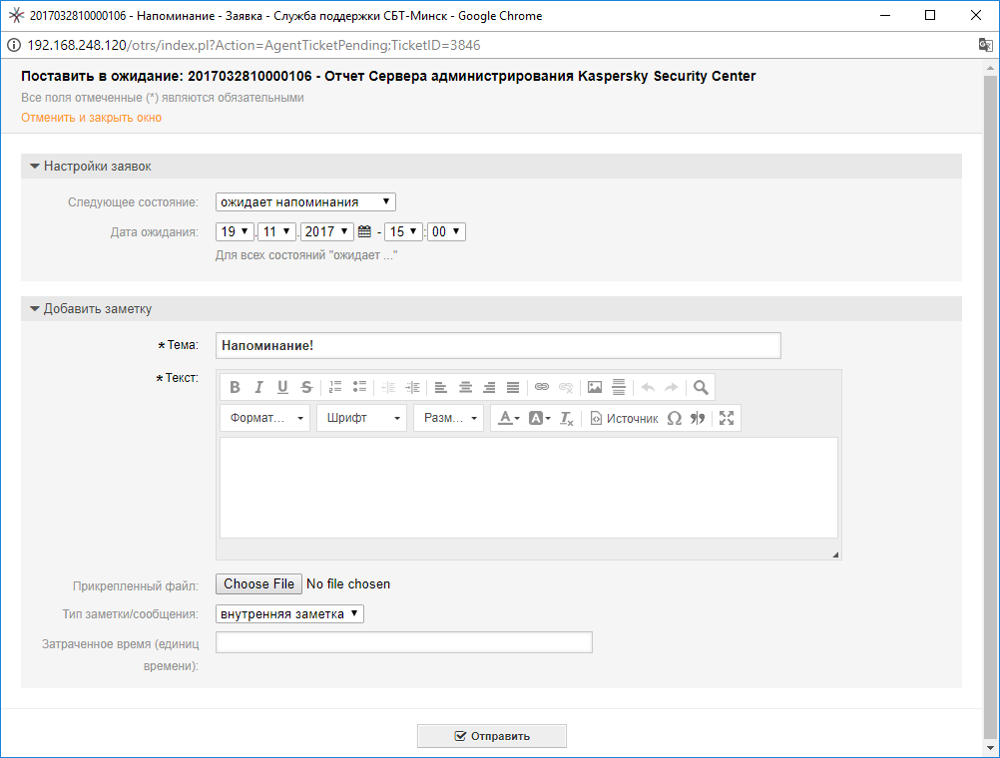 2017032810000106 - Напоминание - Заявка - Служба поддержки СБТ-Минск - Google Chrome
192.168.248.120/otrs/index.pl?Action=AgentTicketPending;TicketID=3846
Поставить в ожидание: 2017032810000106 - Отчет Сервера администрирования Kaspersky Security Center
Все поля отмеченные (*) являются обязательными
Отменить и закрыть окно
Настройки заявок
Следующее состояние: ожидает напоминания
Дата ожидания: 19 . 11 . 2017 - 15 : 00
Для всех состояний "ожидает ..."
Добавить заметку
* Тема: Напоминание!
* Текст:
B I U S
Формат... Шрифт Разм... A A Tx Источник Ω
Прикрепленный файл: Choose File No file chosen
Тип заметки/сообщения: внутренняя заметка
Затраченное время (единиц
времени):
Отправить